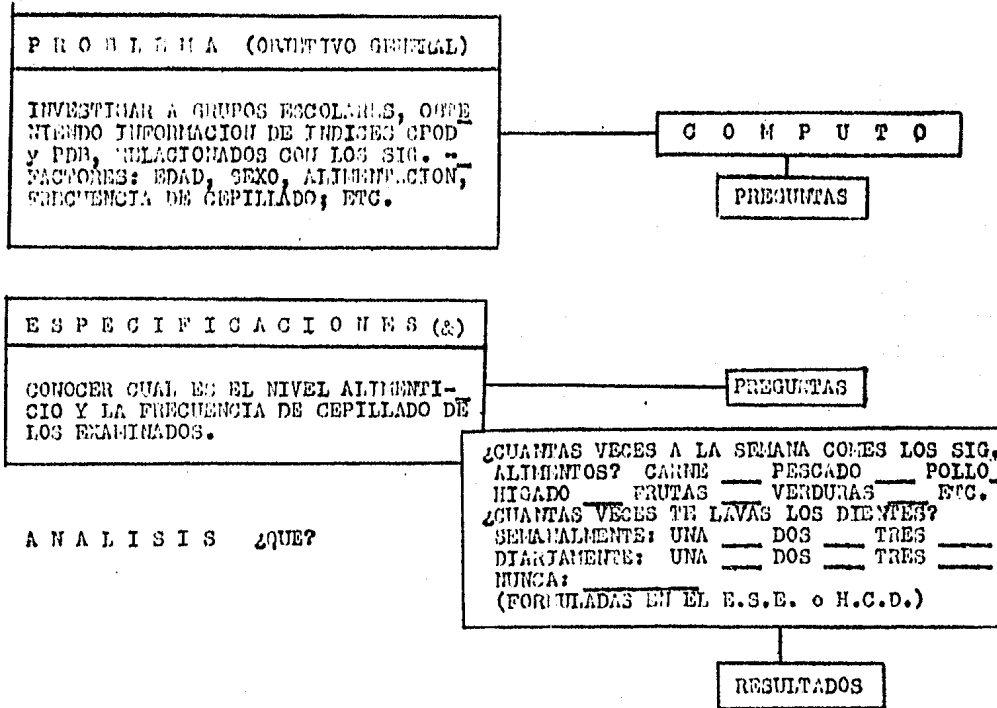 P R O B L E M A (OBJETIVO GENERAL)
INVESTIGAR A GRUPOS ESCOLARES, OBTE
NIENDO INFORMACION DE INDICES CPOD
y PDB, RELACIONADOS CON LOS SIG. -
FACTORES: EDAD, SEXO, ALIMENTACION,
FRECUENCIA DE CEPILLADO; ETC.
C O M P U T O
PREGUNTAS
E S P E C I F I C A C I O N E S (&)
CONOCER CUAL ES EL NIVEL ALIMENTI-
CIO Y LA FRECUENCIA DE CEPILLADO DE
LOS EXAMINADOS.
PREGUNTAS
¿CUANTAS VECES A LA SEMANA COMES LOS SIG.
ALIMENTOS? CARNE ___ PESCADO ___ POLLO_
HIGADO ___ FRUTAS ___ VERDURAS ___ ETC.
¿CUANTAS VECES TE LAVAS LOS DIENTES?
SEMANALMENTE: UNA ___ DOS ___ TRES ___
DIARIAMENTE: UNA ___ DOS ___ TRES ___
NUNCA: ________
(FORMULADAS EN EL E.S.E. o H.C.D.)
A N A L I S I S ¿QUE?
RESULTADOS